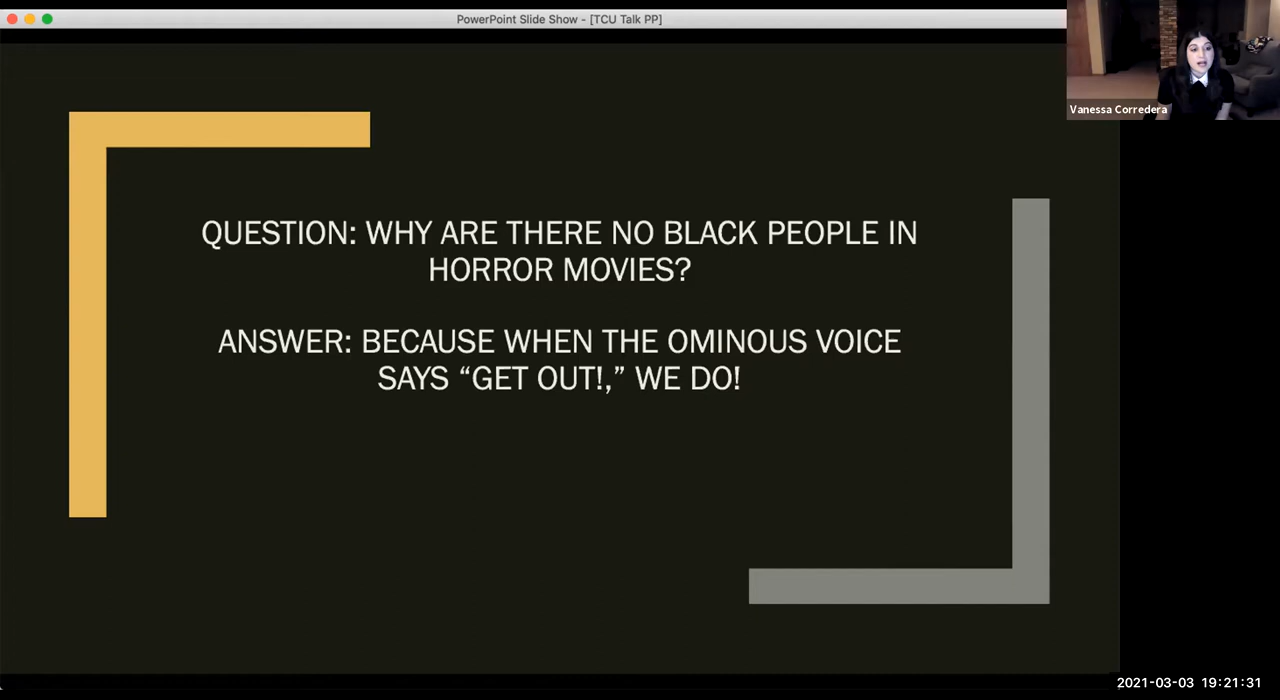 PowerPoint Slide Show - [TCU Talk PP]
Vanessa Corredera
QUESTION: WHY ARE THERE NO BLACK PEOPLE IN
HORROR MOVIES?
ANSWER: BECAUSE WHEN THE OMINOUS VOICE
SAYS “GET OUT!,” WE DO!
2021-03-03 19:21:31